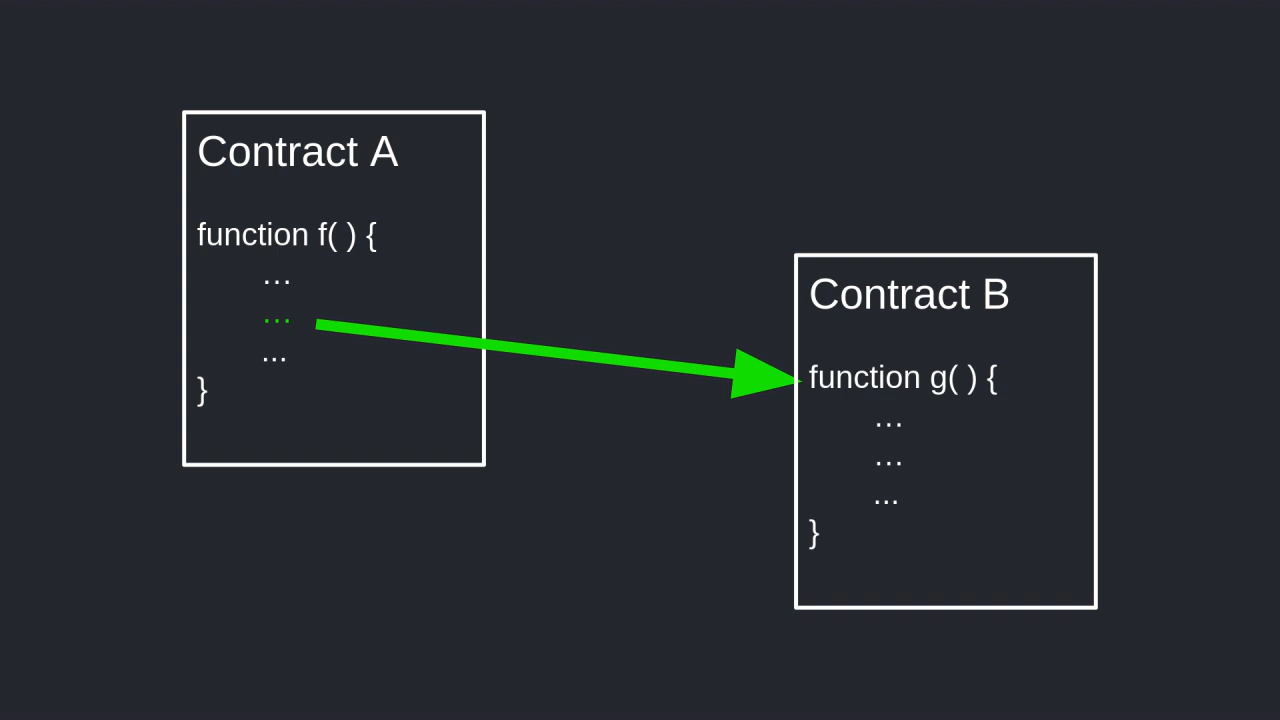 Contract A
function f( ) {
...
...
...
}
Contract B
function g( ) {
...
...
...
}